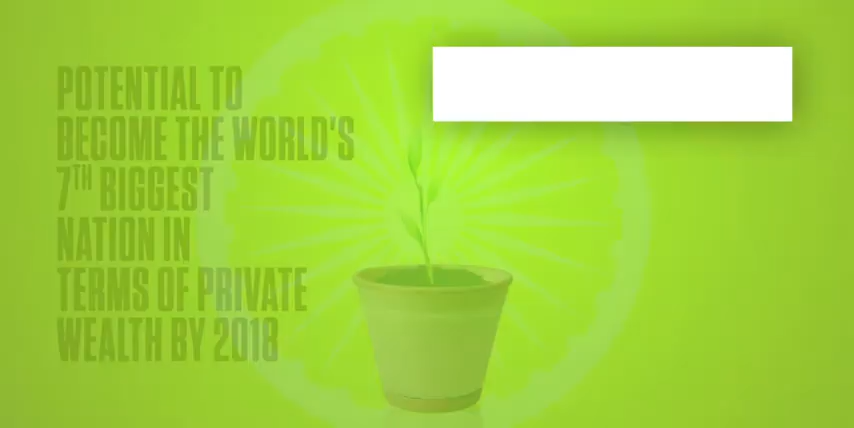 POTENTIAL TO
BECOME THE WORLD'S
7TH BIGGEST
NATION IN
TERMS OF PRIVATE
WEALTH BY 2018